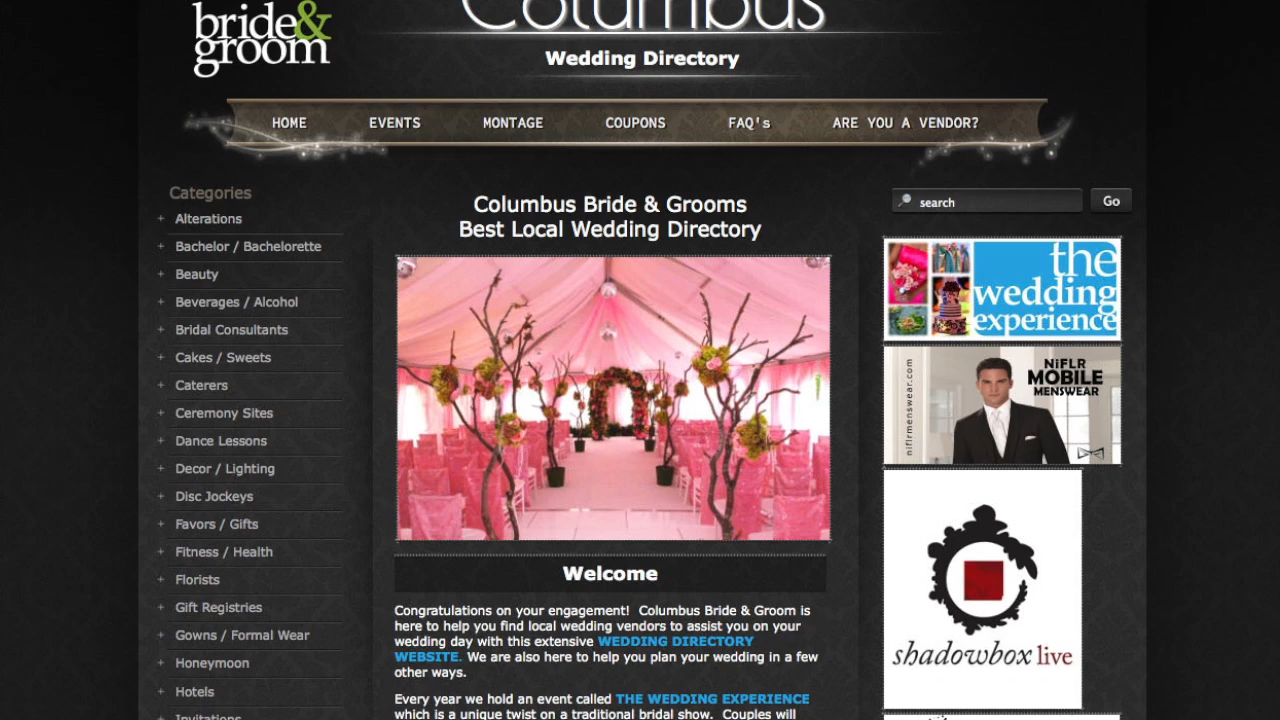 bride&
groom
Columbus
Wedding Directory
HOME
EVENTS
MONTAGE
COUPONS
FAQ's
ARE YOU A VENDOR?
Categories
+ Alterations
+ Bachelor / Bachelorette
+ Beauty
+ Beverages / Alcohol
+ Bridal Consultants
+ Cakes / Sweets
+ Caterers
+ Ceremony Sites
+ Dance Lessons
+ Decor / Lighting
+ Disc Jockeys
+ Favors / Gifts
+ Fitness / Health
+ Florists
+ Gift Registries
+ Gowns / Formal Wear
+ Honeymoon
+ Hotels
+ Invitations
Columbus Bride & Grooms
Best Local Wedding Directory
Welcome
Congratulations on your engagement! Columbus Bride & Groom is
here to help you find local wedding vendors to assist you on your
wedding day with this extensive WEDDING DIRECTORY
WEBSITE. We are also here to help you plan your wedding in a few
other ways.
Every year we hold an event called THE WEDDING EXPERIENCE
which is a unique twist on a traditional bridal show. Couples will
search
Go
the
wedding
experience
niflrmenswear.com
NiFLR
MOBILE
MENSWEAR
shadowbox live